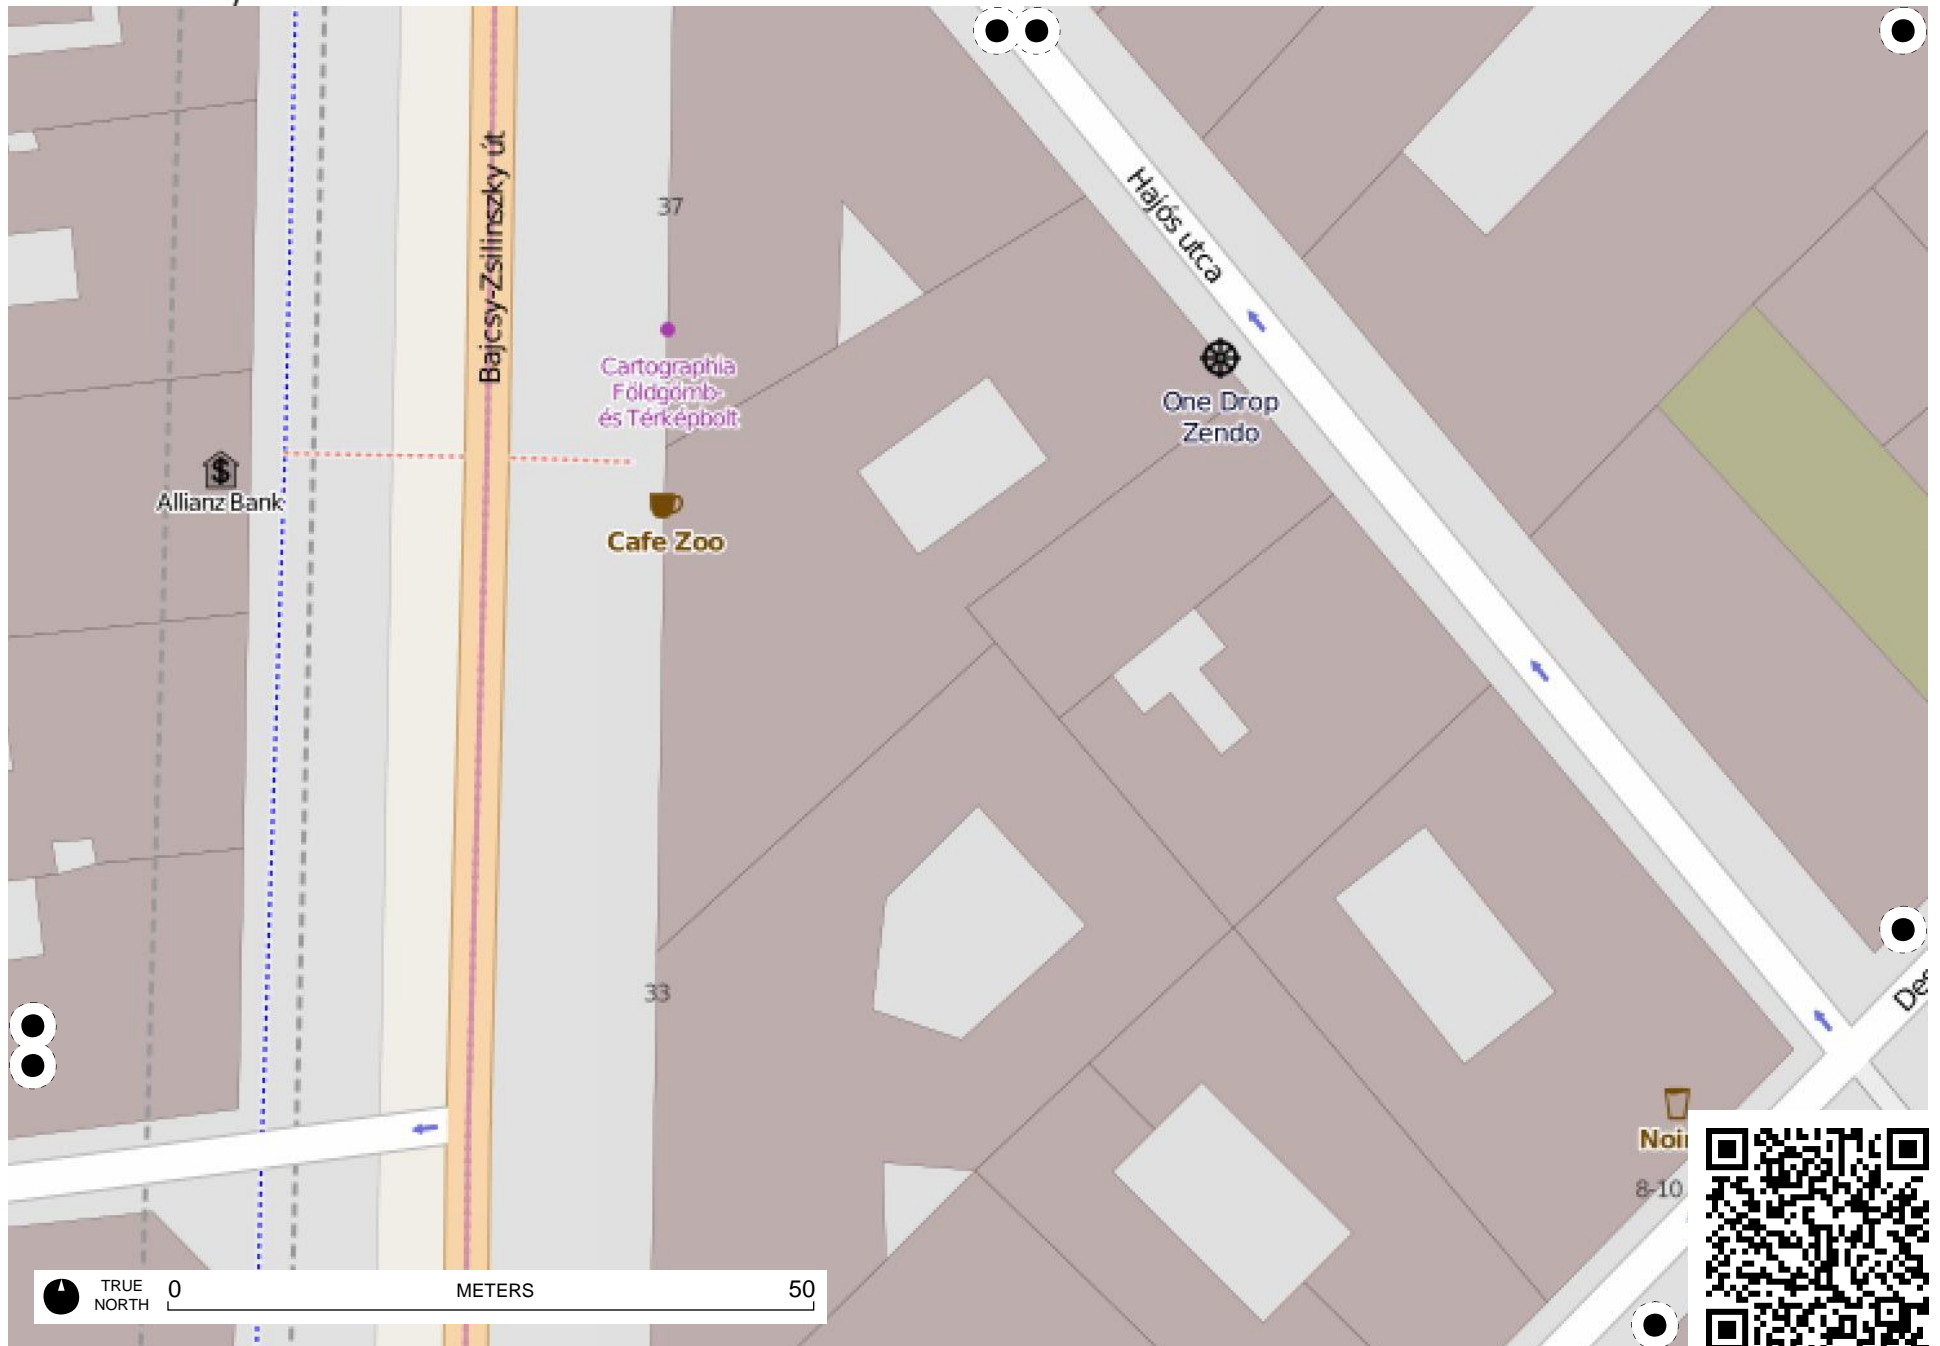 Bajcsy-Zsilinszky út
37
Hajós utca
Cartographia
Földgömb-
és Térképbolt
One Drop
Zendo
Allianz Bank
Cafe Zoo
33
8-10
TRUE
NORTH
0
METERS
50